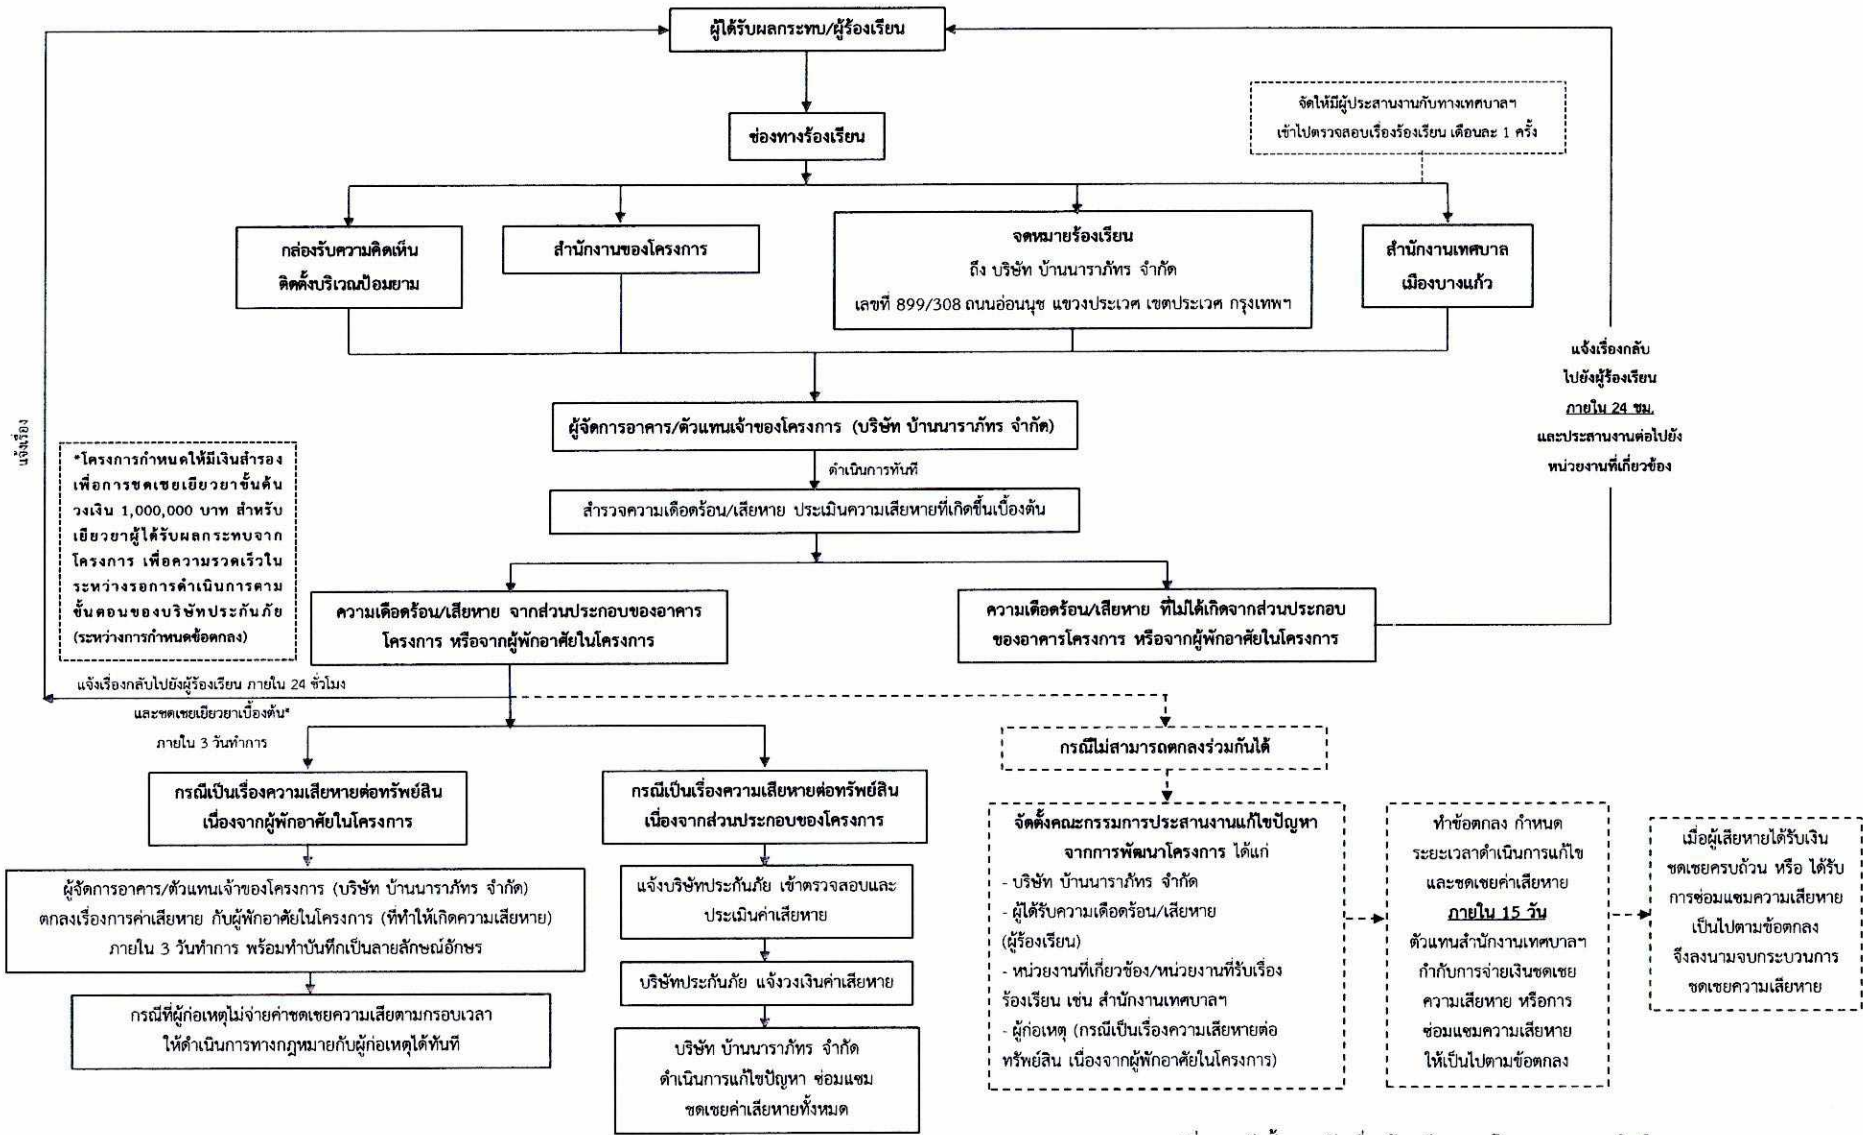 ผู้ได้รับผลกระทบ/ผู้ร้องเรียน
จัดให้มีผู้ประสานงานกับทางเทศบาลฯ
เข้าไปตรวจสอบเรื่องร้องเรียน เดือนละ 1 ครั้ง
ช่องทางร้องเรียน
กล่องรับความคิดเห็น
ติดตั้งบริเวณป้อมยาม
สำนักงานของโครงการ
จดหมายร้องเรียน
ถึง บริษัท บ้านนาราภัทร จำกัด
เลขที่ 899/308 ถนนอ่อนนุช แขวงประเวศ เขตประเวศ กรุงเทพฯ
สำนักงานเทศบาล
เมืองบางแก้ว
แจ้งเรื่องกลับ
ไปยังผู้ร้องเรียน
ภายใน 24 ชม.
และประสานงานต่อไปยัง
หน่วยงานที่เกี่ยวข้อง
แจ้งเรื่อง
ผู้จัดการอาคาร/ตัวแทนเจ้าของโครงการ (บริษัท บ้านนาราภัทร จำกัด)
ดำเนินการทันที
*โครงการกำหนดให้มีเงินสำรอง
เพื่อการชดเชยเยียวยาขั้นต้น
วงเงิน 1,000,000 บาท สำหรับ
เยียวยาผู้ได้รับผลกระทบจาก
โครงการ เพื่อความรวดเร็วใน
ระหว่างรอการดำเนินการตาม
ขั้นตอนของบริษัทประกันภัย
(ระหว่างการกำหนดข้อตกลง)
สำรวจความเดือดร้อน/เสียหาย ประเมินความเสียหายที่เกิดขึ้นเบื้องต้น
ความเดือดร้อน/เสียหาย จากส่วนประกอบของอาคาร
โครงการ หรือจากผู้พักอาศัยในโครงการ
ความเดือดร้อน/เสียหาย ที่ไม่ได้เกิดจากส่วนประกอบ
ของอาคารโครงการ หรือจากผู้พักอาศัยในโครงการ
แจ้งเรื่องกลับไปยังผู้ร้องเรียน ภายใน 24 ชั่วโมง
และชดเชยเยียวยาเบื้องต้น*
ภายใน 3 วันทำการ
กรณีเป็นเรื่องความเสียหายต่อทรัพย์สิน
เนื่องจากผู้พักอาศัยในโครงการ
ผู้จัดการอาคาร/ตัวแทนเจ้าของโครงการ (บริษัท บ้านนาราภัทร จำกัด)
ตกลงเรื่องการค่าเสียหาย กับผู้พักอาศัยในโครงการ (ที่ทำให้เกิดความเสียหาย)
ภายใน 3 วันทำการ พร้อมทำบันทึกเป็นลายลักษณ์อักษร
กรณีที่ผู้ก่อเหตุไม่จ่ายค่าชดเชยความเสียตามกรอบเวลา
ให้ดำเนินการทางกฎหมายกับผู้ก่อเหตุได้ทันที
กรณีเป็นเรื่องความเสียหายต่อทรัพย์สิน
เนื่องจากส่วนประกอบของโครงการ
แจ้งบริษัทประกันภัย เข้าตรวจสอบและ
ประเมินค่าเสียหาย
บริษัทประกันภัย แจ้งวงเงินค่าเสียหาย
บริษัท บ้านนาราภัทร จำกัด
ดำเนินการแก้ไขปัญหา ซ่อมแซม
ชดเชยค่าเสียหายทั้งหมด
กรณีไม่สามารถตกลงร่วมกันได้
จัดตั้งคณะกรรมการประสานงานแก้ไขปัญหา
จากการพัฒนาโครงการ ได้แก่
- บริษัท บ้านนาราภัทร จำกัด
- ผู้ได้รับความเดือดร้อน/เสียหาย
(ผู้ร้องเรียน)
- หน่วยงานที่เกี่ยวข้อง/หน่วยงานที่รับเรื่อง
ร้องเรียน เช่น สำนักงานเทศบาลฯ
- ผู้ก่อเหตุ (กรณีเป็นเรื่องความเสียหายต่อ
ทรัพย์สิน เนื่องจากผู้พักอาศัยในโครงการ)
ทำข้อตกลง กำหนด
ระยะเวลาดำเนินการแก้ไข
และชดเชยค่าเสียหาย
ภายใน 15 วัน
ตัวแทนสำนักงานเทศบาลฯ
กำกับการจ่ายเงินชดเชย
ความเสียหาย หรือการ
ซ่อมแซมความเสียหาย
ให้เป็นไปตามข้อตกลง
เมื่อผู้เสียหายได้รับเงิน
ชดเชยครบถ้วน หรือ ได้รับ
การซ่อมแซมความเสียหาย
เป็นไปตามข้อตกลง
จึงลงนามจบกระบวนการ
ชดเชยความเสียหาย